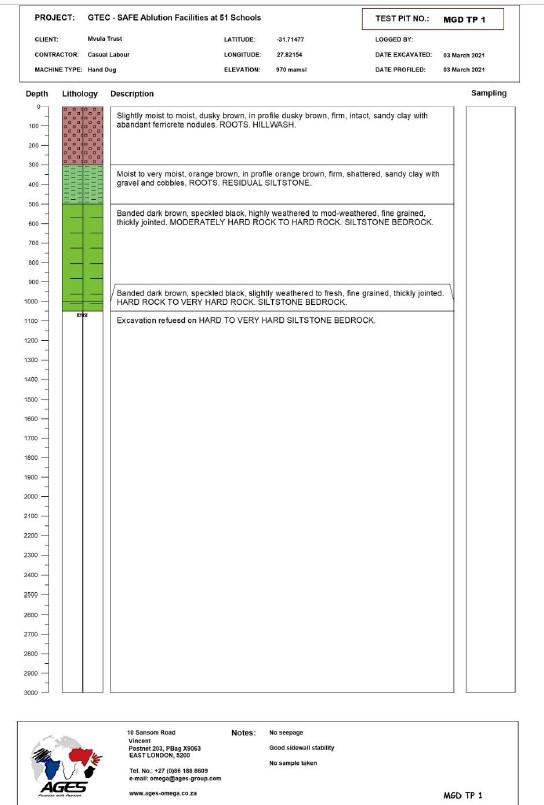 PROJECT: GTEC - SAFE Ablution Facilities at 51 Schools
TEST PIT NO.: MGD TP 1
CLIENT: Mvula Trust LATITUDE: -31.71477 LOGGED BY:
CONTRACTOR: Casual Labour LONGITUDE: 27.82154 DATE EXCAVATED: 03 March 2021
MACHINE TYPE: Hand Dug ELEVATION: 970 mamsl DATE PROFILED: 03 March 2021
Depth Lithology Description Sampling
0
Slightly moist to moist, dusky brown, in profile dusky brown, firm, intact, sandy clay with
abandant ferricrete nodules. ROOTS. HILLWASH.
100
200
300
Moist to very moist, orange brown, in profile orange brown, firm, shattered, sandy clay with
gravel and cobbles, ROOTS. RESIDUAL SILTSTONE.
400
500
Banded dark brown, speckled black, highly weathered to mod-weathered, fine grained,
thickly jointed. MODERATELY HARD ROCK TO HARD ROCK. SILTSTONE BEDROCK.
600
700
800
900
Banded dark brown, speckled black, slightly weathered to fresh, fine grained, thickly jointed.
HARD ROCK TO VERY HARD ROCK. SILTSTONE BEDROCK.
1000
1100
Excavation refuesd on HARD TO VERY HARD SILTSTONE BEDROCK.
1200
1300
1400
1500
1600
1700
1800
1900
2000
2100
2200
2300
2400
2500
2600
2700
2800
2900
3000
10 Sansom Road
Vincent
Postnet 203, PBag X9063
EAST LONDON, 5200
Tel. No.: +27 (0)86 188 8609
e-mail: omega@ages-group.com
www.ages-omega.co.za
Notes: No seepage
Good sidewall stability
No sample taken
AGES
MGD TP 1